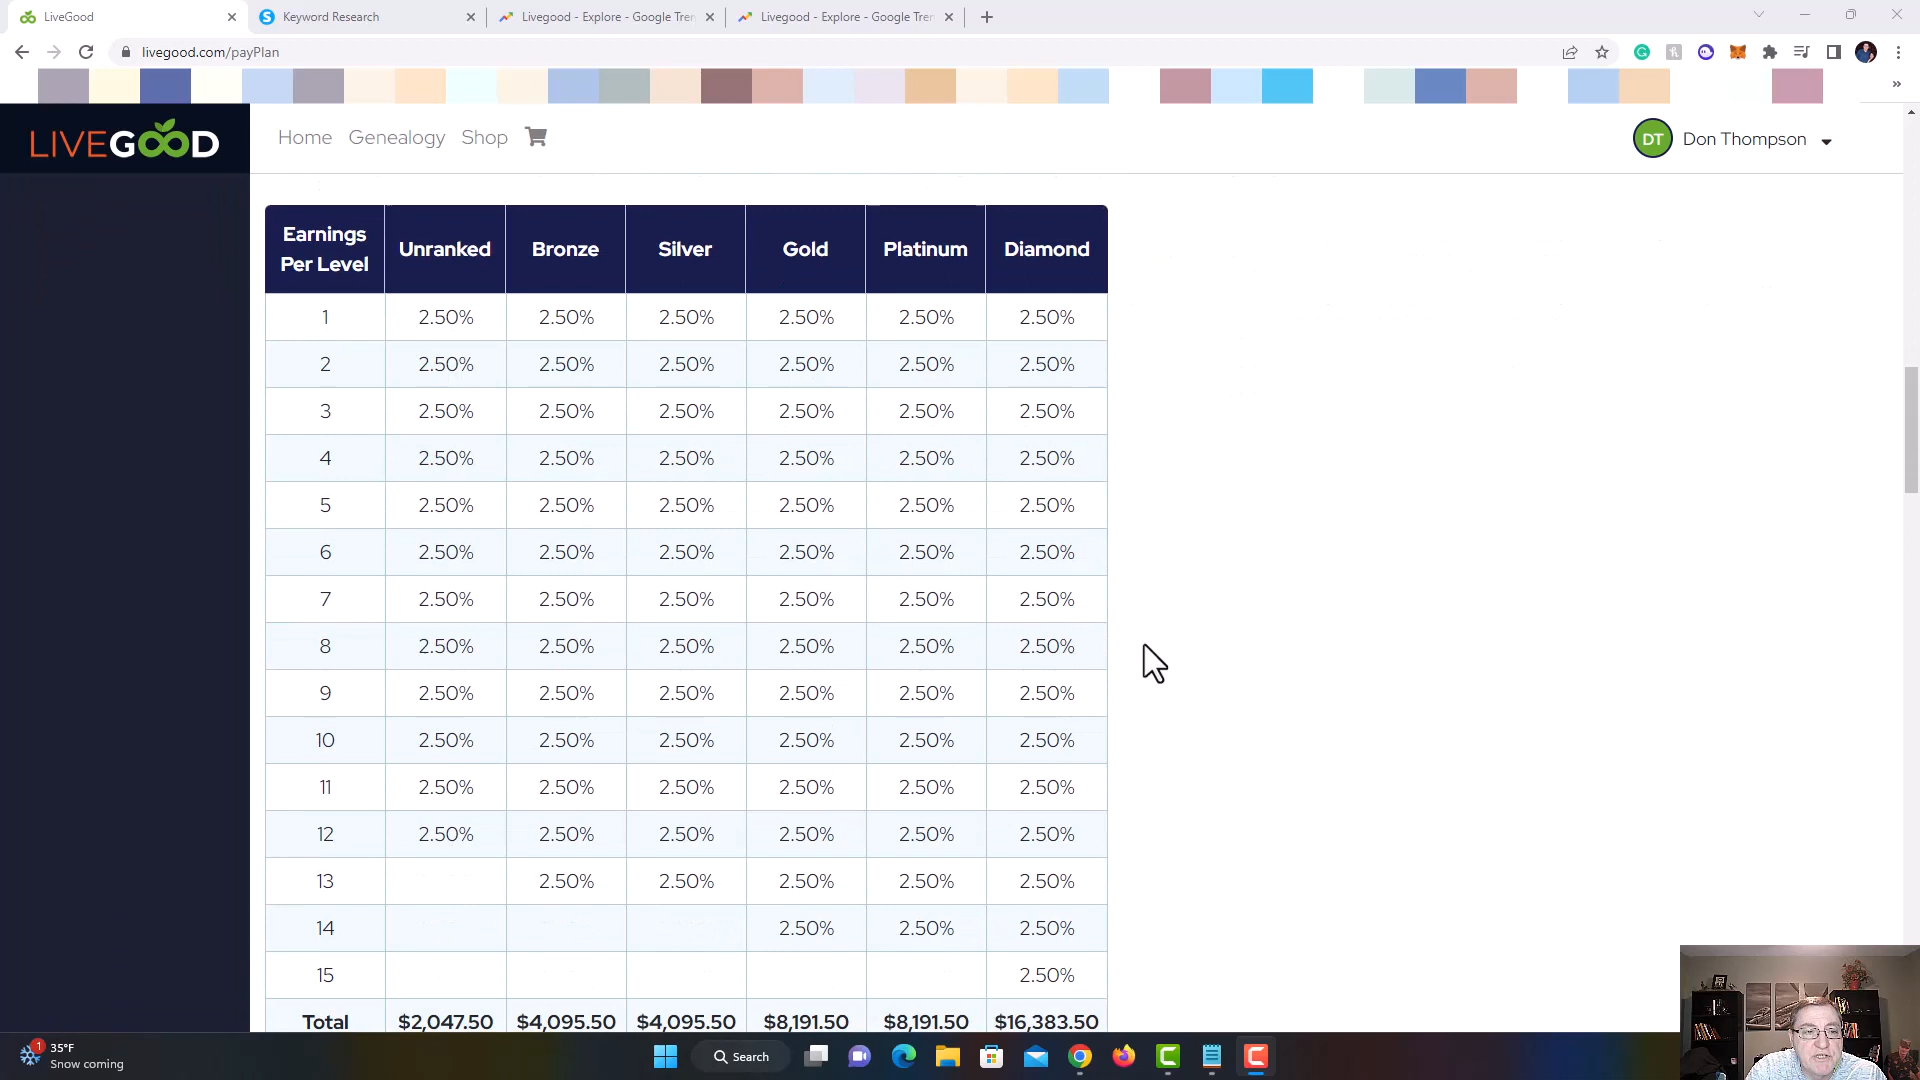 LiveGood
Keyword Research
Livegood - Explore - Google Tren
Livegood - Explore - Google Tren
livegood.com/payPlan
LIVEGOOD
Home Genealogy Shop
DT Don Thompson
Earnings Per Level Unranked Bronze Silver Gold Platinum Diamond
1 2.50% 2.50% 2.50% 2.50% 2.50% 2.50%
2 2.50% 2.50% 2.50% 2.50% 2.50% 2.50%
3 2.50% 2.50% 2.50% 2.50% 2.50% 2.50%
4 2.50% 2.50% 2.50% 2.50% 2.50% 2.50%
5 2.50% 2.50% 2.50% 2.50% 2.50% 2.50%
6 2.50% 2.50% 2.50% 2.50% 2.50% 2.50%
7 2.50% 2.50% 2.50% 2.50% 2.50% 2.50%
8 2.50% 2.50% 2.50% 2.50% 2.50% 2.50%
9 2.50% 2.50% 2.50% 2.50% 2.50% 2.50%
10 2.50% 2.50% 2.50% 2.50% 2.50% 2.50%
11 2.50% 2.50% 2.50% 2.50% 2.50% 2.50%
12 2.50% 2.50% 2.50% 2.50% 2.50% 2.50%
13 2.50% 2.50% 2.50% 2.50% 2.50%
14 2.50% 2.50% 2.50%
15 2.50%
Total $2,047.50 $4,095.50 $4,095.50 $8,191.50 $8,191.50 $16,383.50
1
35°F
Snow coming
Search